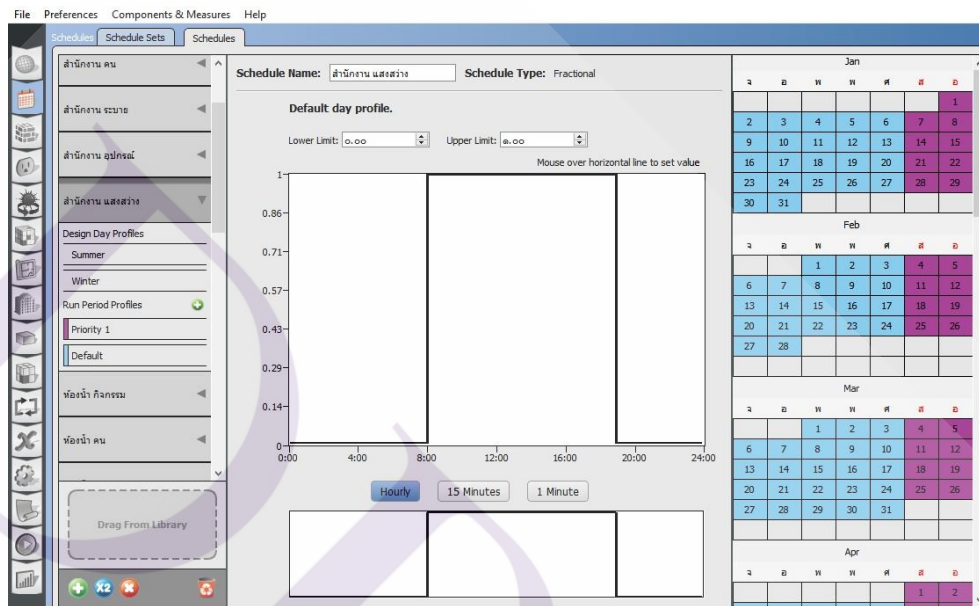 File Preferences Components & Measures Help
Schedules Schedule Sets Schedules
สำนักงาน คน
สำนักงาน ระบาย
สำนักงาน อุปกรณ์
สำนักงาน แสงสว่าง
Design Day Profiles
Summer
Winter
Run Period Profiles
Priority 1
Default
ห้องน้ำ กิจกรรม
ห้องน้ำ คน
Drag From Library
X2
Schedule Name: สำนักงาน แสงสว่าง Schedule Type: Fractional
Default day profile.
Lower Limit: ๐.๐๐ Upper Limit: ๑.๐๐
Mouse over horizontal line to set value
1
0.86
0.71
0.57
0.43
0.29
0.14
0
0:00 4:00 8:00 12:00 16:00 20:00 24:00
Hourly 15 Minutes 1 Minute
Jan
จ อ พ พ ศ ส อ
1
2 3 4 5 6 7 8
9 10 11 12 13 14 15
16 17 18 19 20 21 22
23 24 25 26 27 28 29
30 31
Feb
จ อ พ พ ศ ส อ
1 2 3 4 5
6 7 8 9 10 11 12
13 14 15 16 17 18 19
20 21 22 23 24 25 26
27 28
Mar
จ อ พ พ ศ ส อ
1 2 3 4 5
6 7 8 9 10 11 12
13 14 15 16 17 18 19
20 21 22 23 24 25 26
27 28 29 30 31
Apr
จ อ พ พ ศ ส อ
1 2